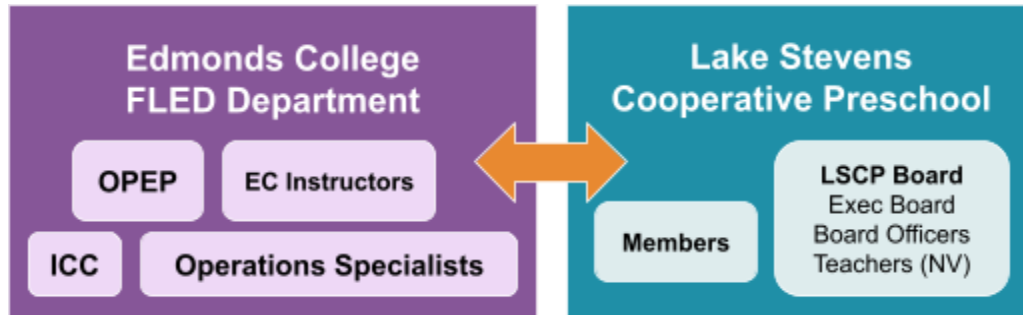 Edmonds College
FLED Department
OPEP
EC Instructors
ICC
Operations Specialists
Lake Stevens
Cooperative Preschool
Members
LSCP Board
Exec Board
Board Officers
Teachers (NV)